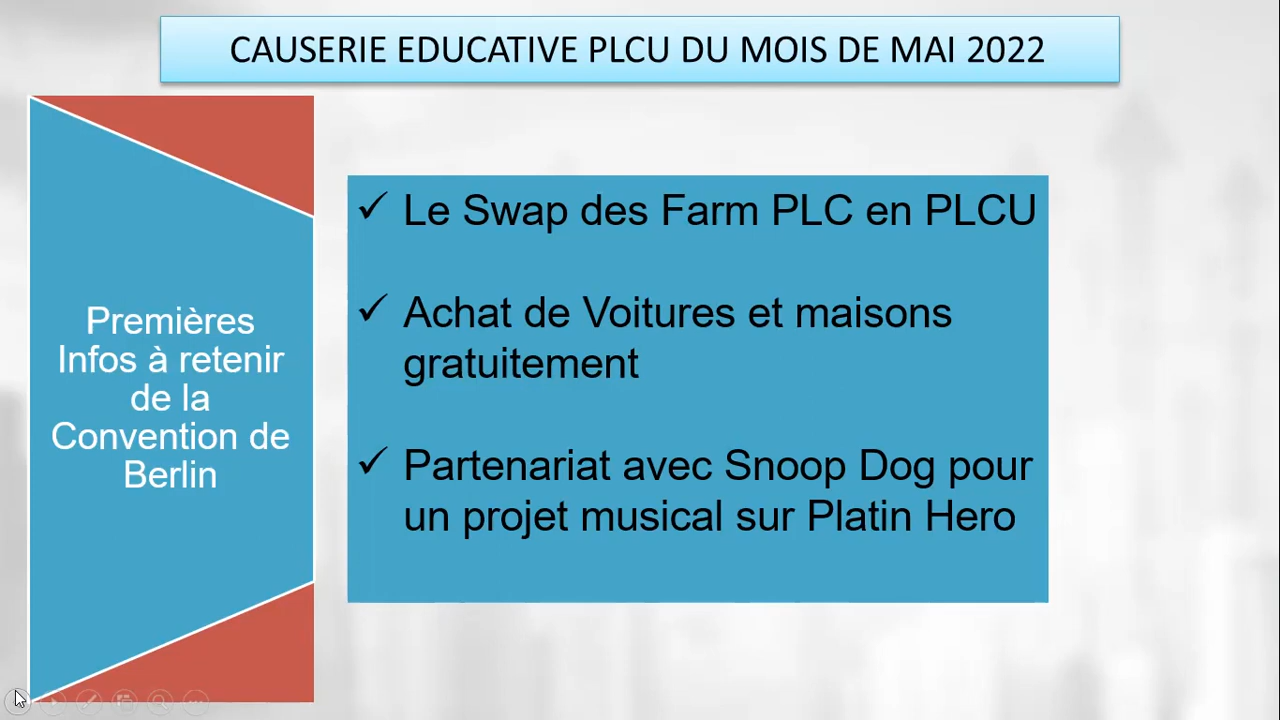 CAUSERIE EDUCATIVE PLCU DU MOIS DE MAI 2022
Premières
Infos à retenir
de la
Convention de
Berlin
✓ Le Swap des Farm PLC en PLCU
✓ Achat de Voitures et maisons
gratuitement
✓ Partenariat avec Snoop Dog pour
un projet musical sur Platin Hero